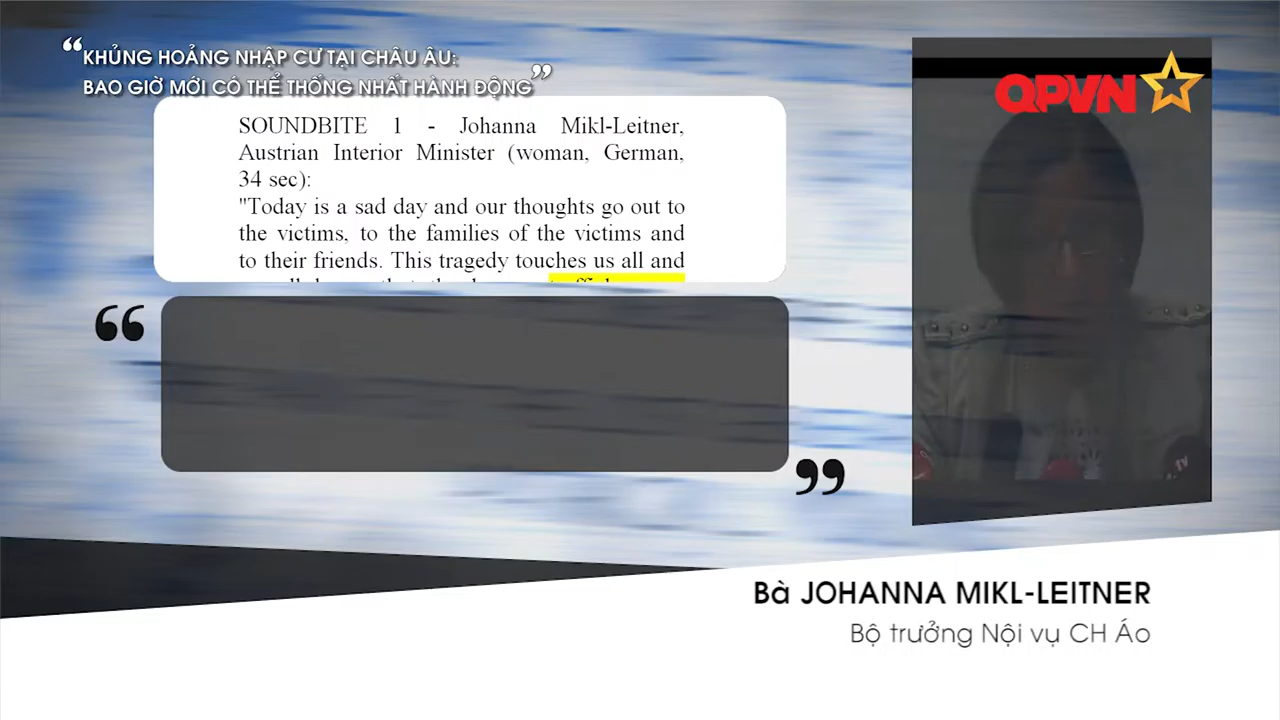 “KHỦNG HOẢNG NHẬP CƯ TẠI CHÂU ÂU:
BAO GIỜ MỚI CÓ THỂ THỐNG NHẤT HÀNH ĐỘNG”
QPVN
SOUNDBITE 1 - Johanna Mikl-Leitner,
Austrian Interior Minister (woman, German,
34 sec):
"Today is a sad day and our thoughts go out to
the victims, to the families of the victims and
to their friends. This tragedy touches us all and
“
”
Bà JOHANNA MIKL-LEITNER
Bộ trưởng Nội vụ CH Áo